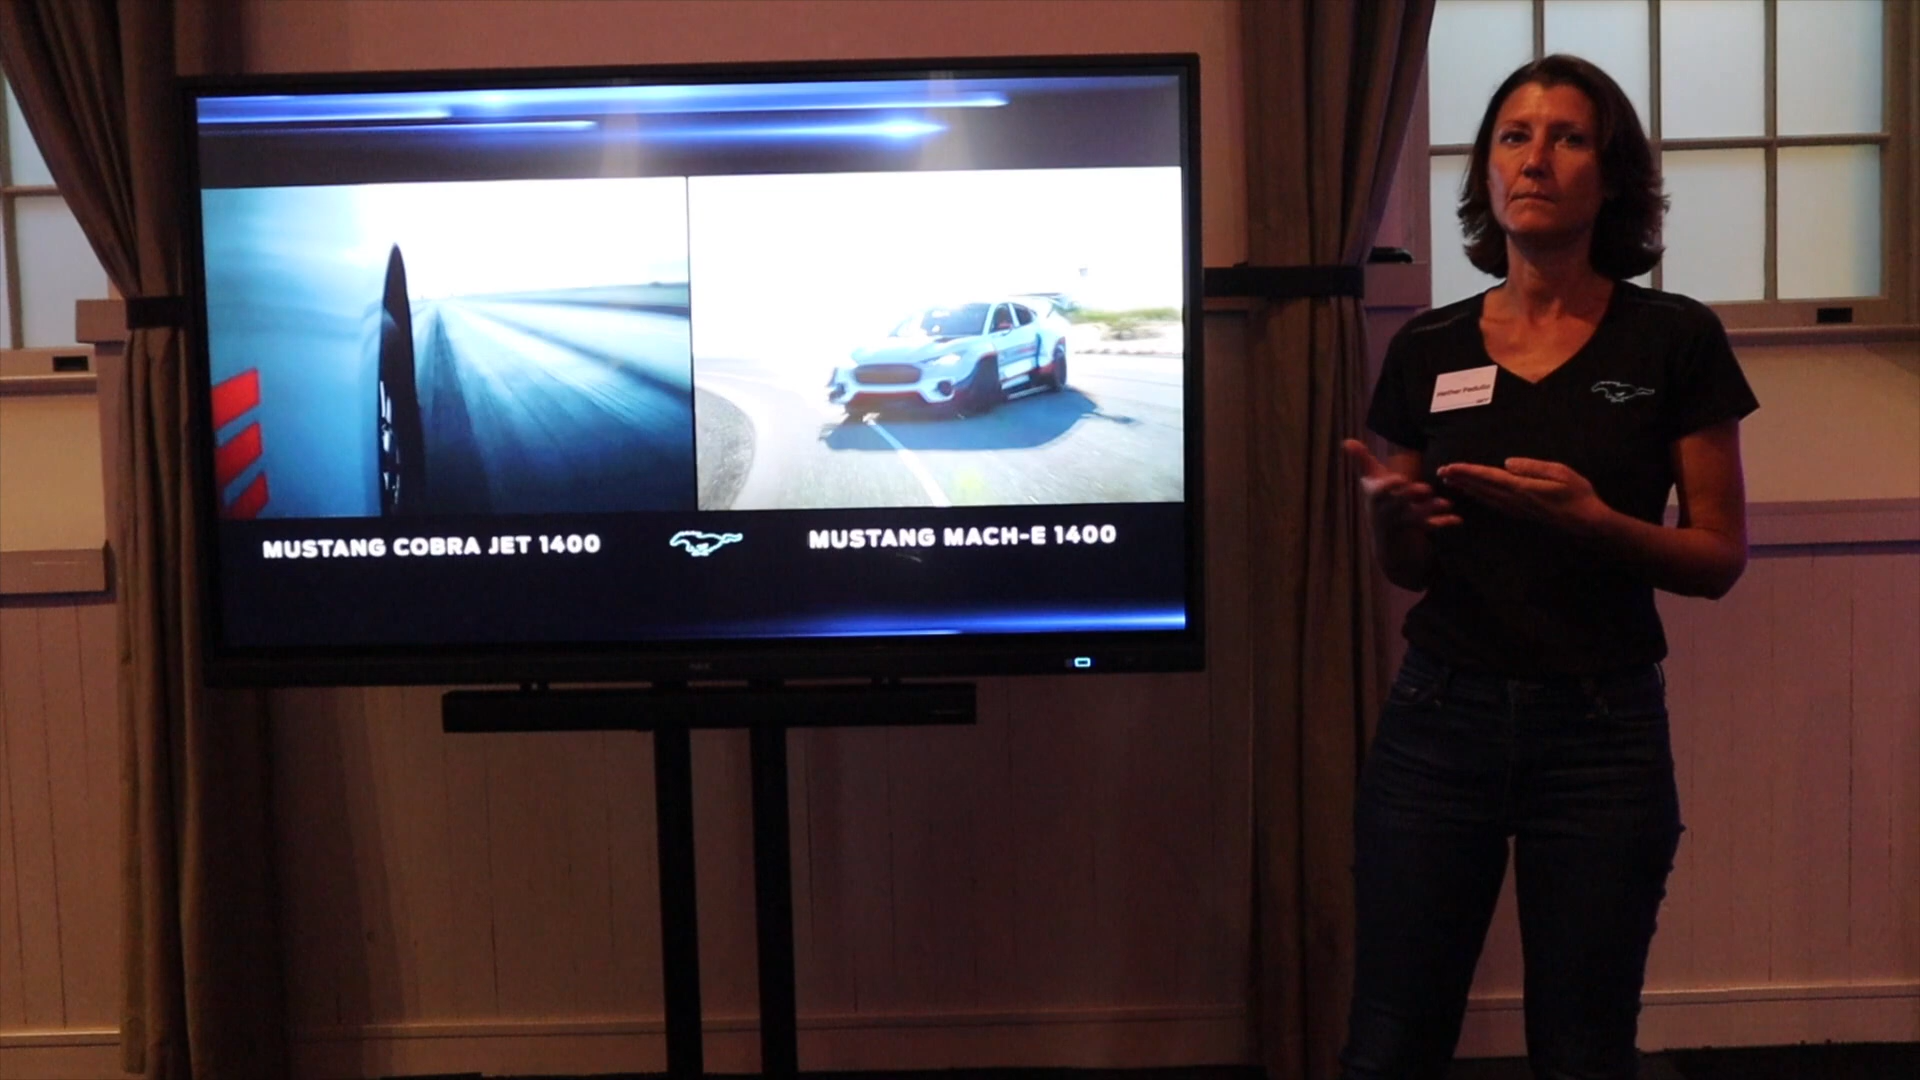 MUSTANG COBRA JET 1400
MUSTANG MACH-E 1400